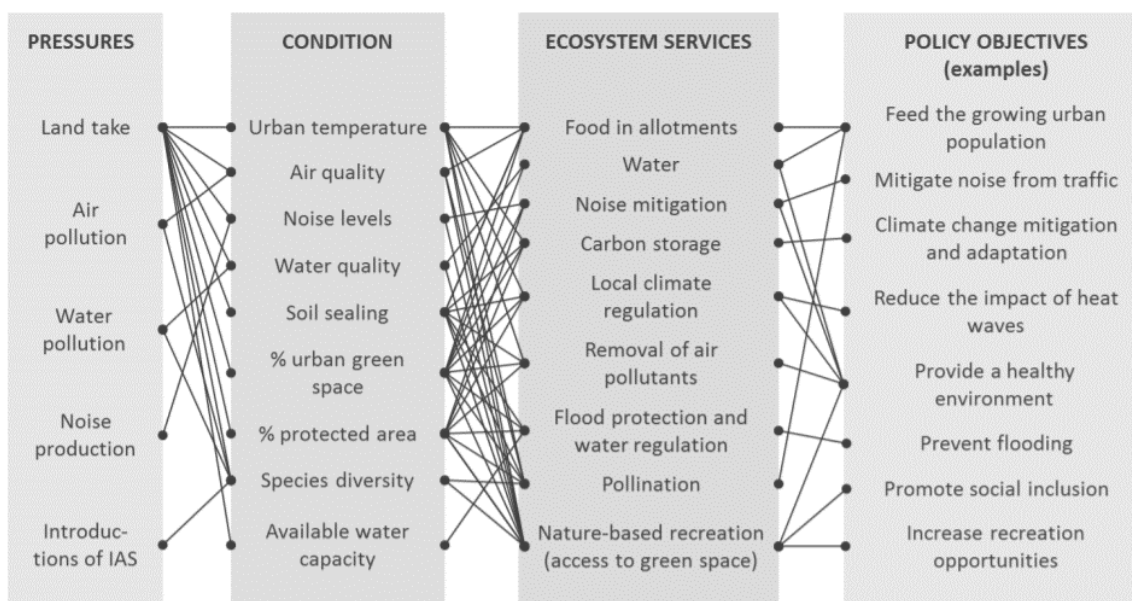 PRESSURES
Land take
Air
pollution
Water
pollution
Noise
production
Introduc-
tions of IAS
CONDITION
Urban temperature
Air quality
Noise levels
Water quality
Soil sealing
% urban green
space
% protected area
Species diversity
Available water
capacity
ECOSYSTEM SERVICES
Food in allotments
Water
Noise mitigation
Carbon storage
Local climate
regulation
Removal of air
pollutants
Flood protection and
water regulation
Pollination
Nature-based recreation
(access to green space)
POLICY OBJECTIVES
(examples)
Feed the growing urban
population
Mitigate noise from traffic
Climate change mitigation
and adaptation
Reduce the impact of heat
waves
Provide a healthy
environment
Prevent flooding
Promote social inclusion
Increase recreation
opportunities